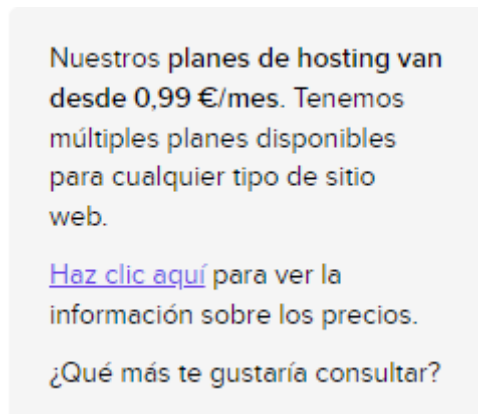 Nuestros planes de hosting van
desde 0,99 €/mes. Tenemos
múltiples planes disponibles
para cualquier tipo de sitio
web.
Haz clic aquí para ver la
información sobre los precios.
¿Qué más te gustaría consultar?